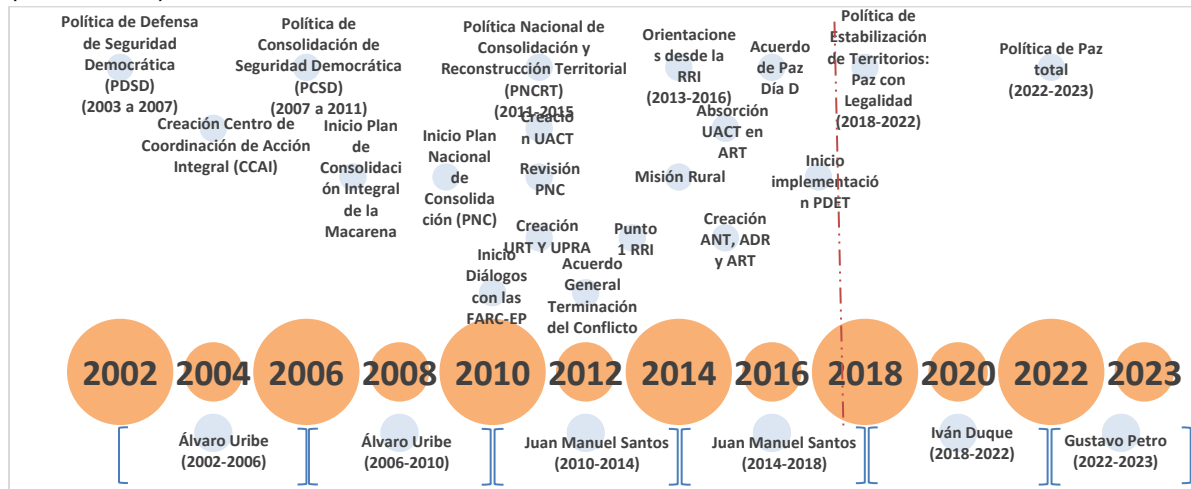 Política de Defensa
de Seguridad
Democrática
(PDSD)
(2003 a 2007)
Política de
Consolidación de
Seguridad Democrática
(PCSD)
(2007 a 2011)
Política Nacional de
Consolidación y
Reconstrucción Territorial
(PNCRT)
(2011-2015
Orientacione
s desde la
RRI
(2013-2016)
Acuerdo
de Paz
Día D
Política de
Estabilización
de Territorios:
Paz con
Legalidad
(2018-2022)
Política de Paz
total
(2022-2023)
Creación Centro de
Coordinación de Acción
Integral (CCAI)
Inicio Plan
de
Consolidaci
ón Integral
de la
Macarena
Inicio Plan
Nacional
de
Consolida
ción (PNC)
Creació
n UACT
Revisión
PNC
Creación
URT Y UPRA
Inicio
Diálogos
con las
FARC-EP
Acuerdo
General
Terminación
del Conflicto
Punto
1 RRI
Misión Rural
Absorción
UACT en
ART
Creación
ANT, ADR
y ART
Inicio
implementació
n PDET
2002 2004 2006 2008 2010 2012 2014 2016 2018 2020 2022 2023
Álvaro Uribe
(2002-2006)
Álvaro Uribe
(2006-2010)
Juan Manuel Santos
(2010-2014)
Juan Manuel Santos
(2014-2018)
Iván Duque
(2018-2022)
Gustavo Petro
(2022-2023)